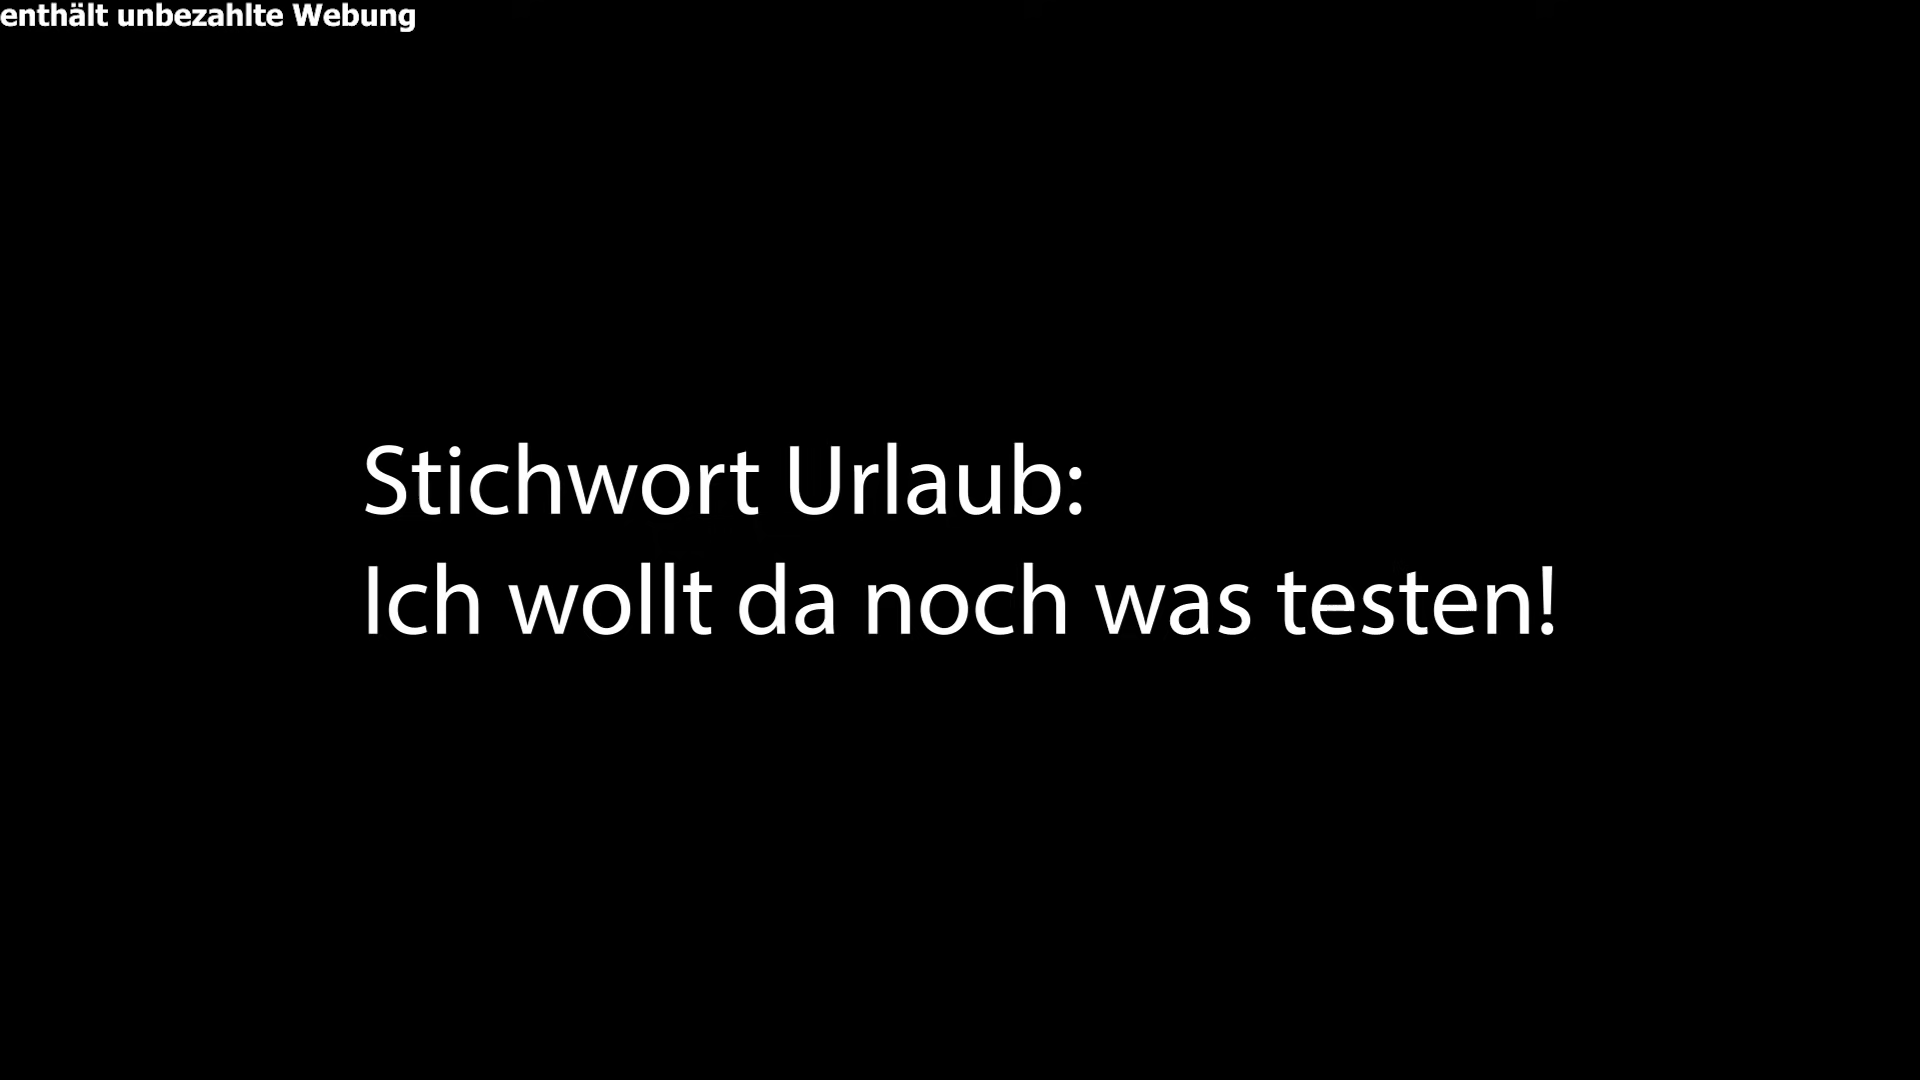 enthält unbezahlte Webung
Stichwort Urlaub:
Ich wollt da noch was testen!